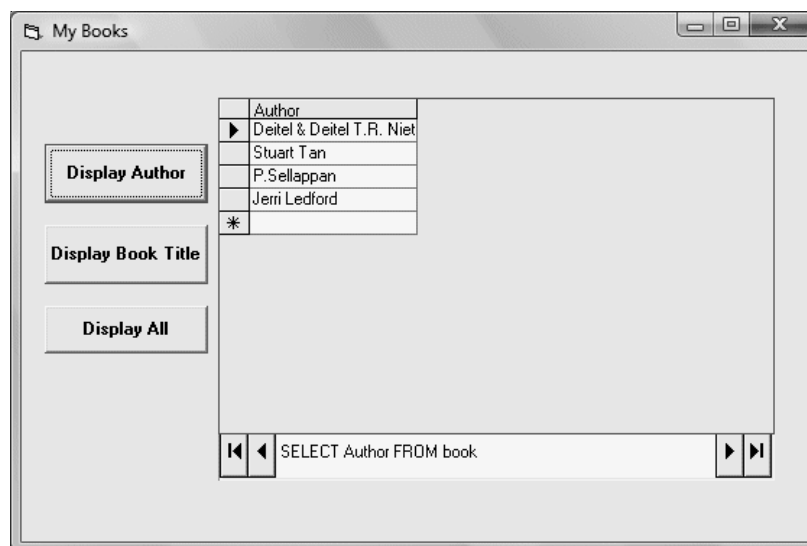 My Books
Display Author
Display Book Title
Display All
Author
Deitel & Deitel T.R. Niet
Stuart Tan
P.Sellappan
Jerri Ledford
SELECT Author FROM book